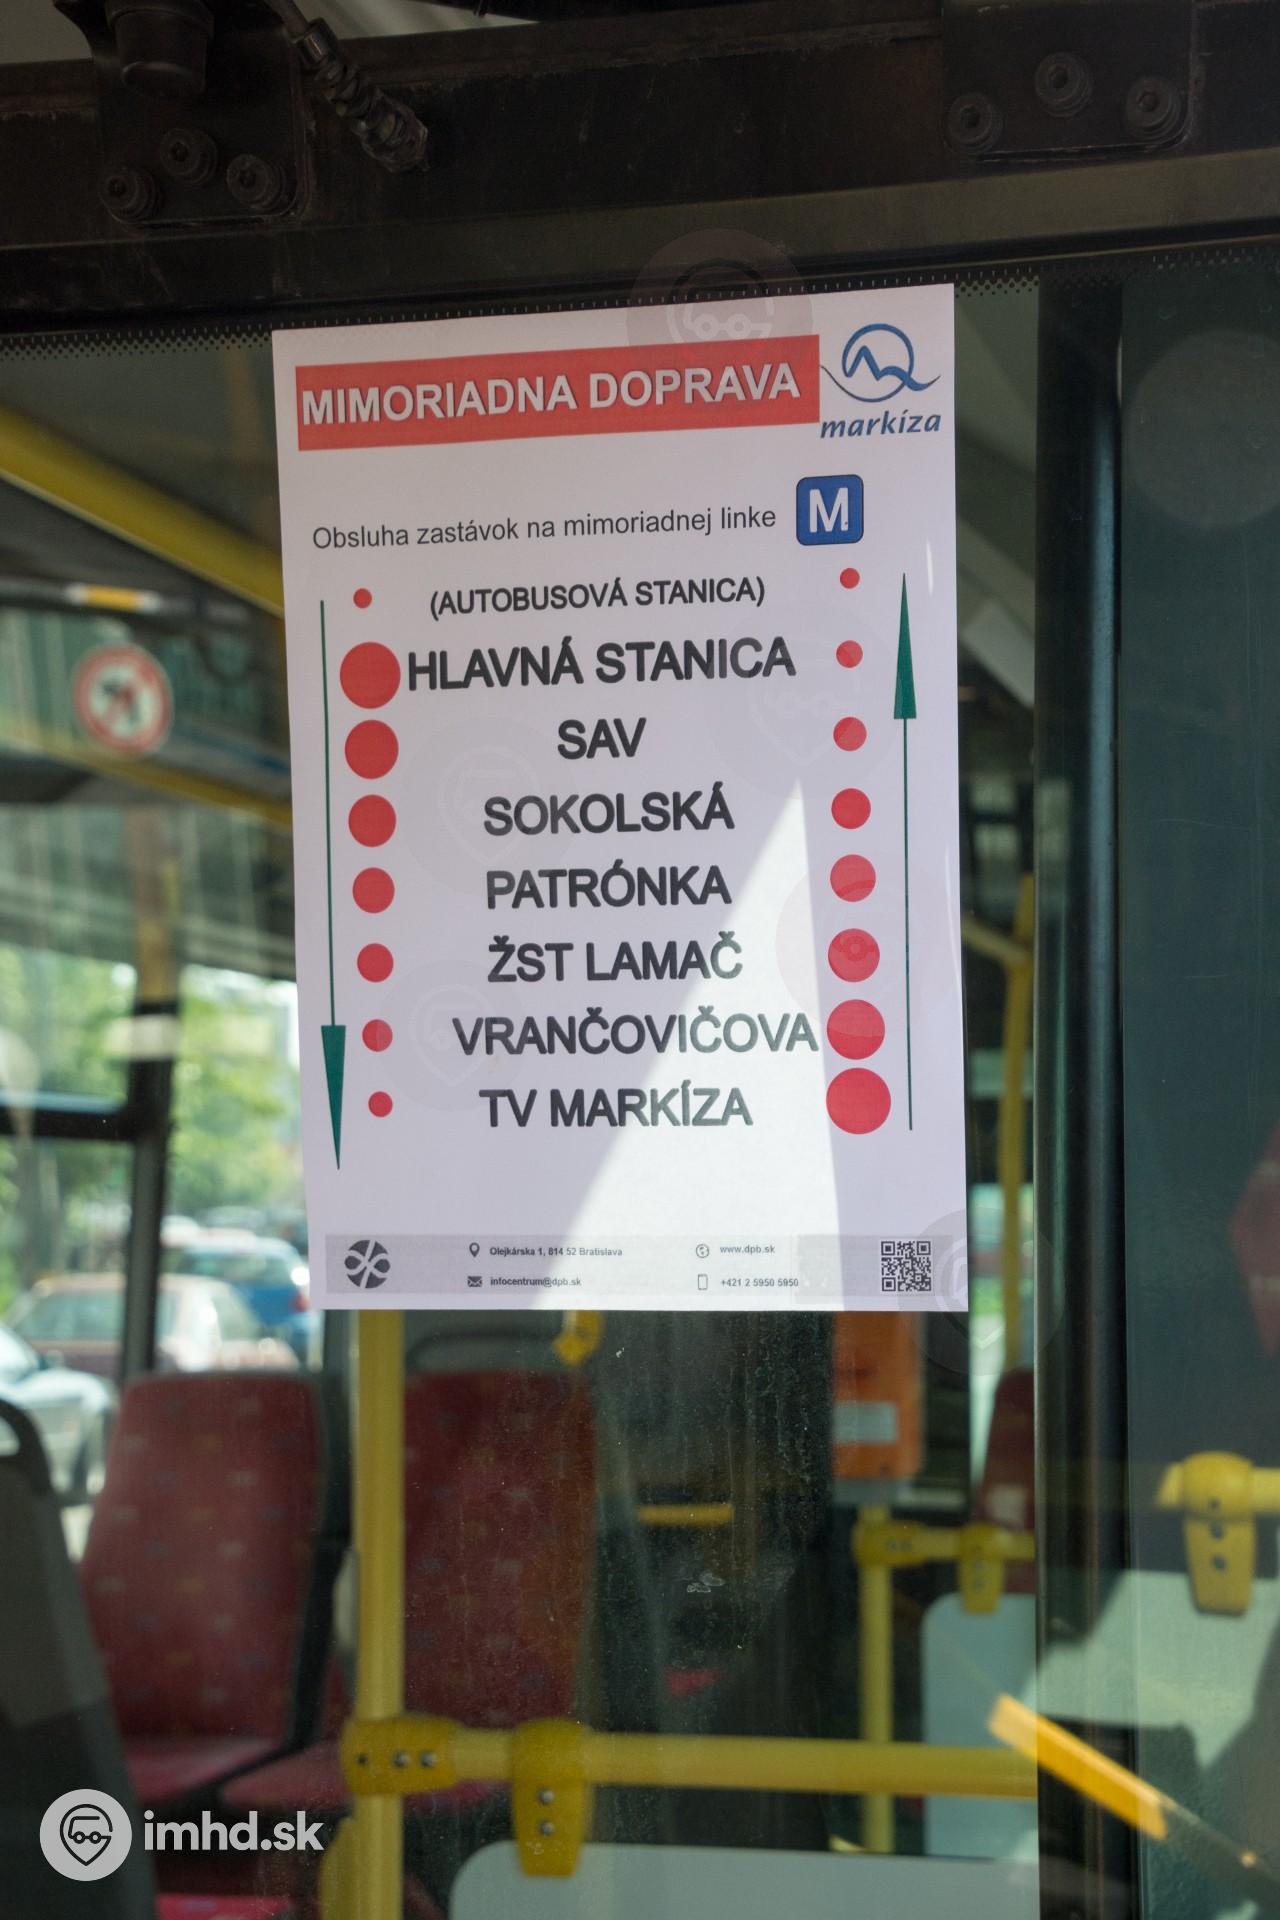 MIMORIADNA DOPRAVA
markíza
Obsluha zastávok na mimoriadnej linke M
(AUTOBUSOVÁ STANICA)
HLAVNÁ STANICA
SAV
SOKOLSKÁ
PATRÓNKA
ŽST LAMAČ
VRANČOVIČOVA
TV MARKÍZA
Olejkárska 1, 814 52 Bratislava
www.dpb.sk
infocentrum@dpb.sk
+421 2 5950 5950
imhd.sk